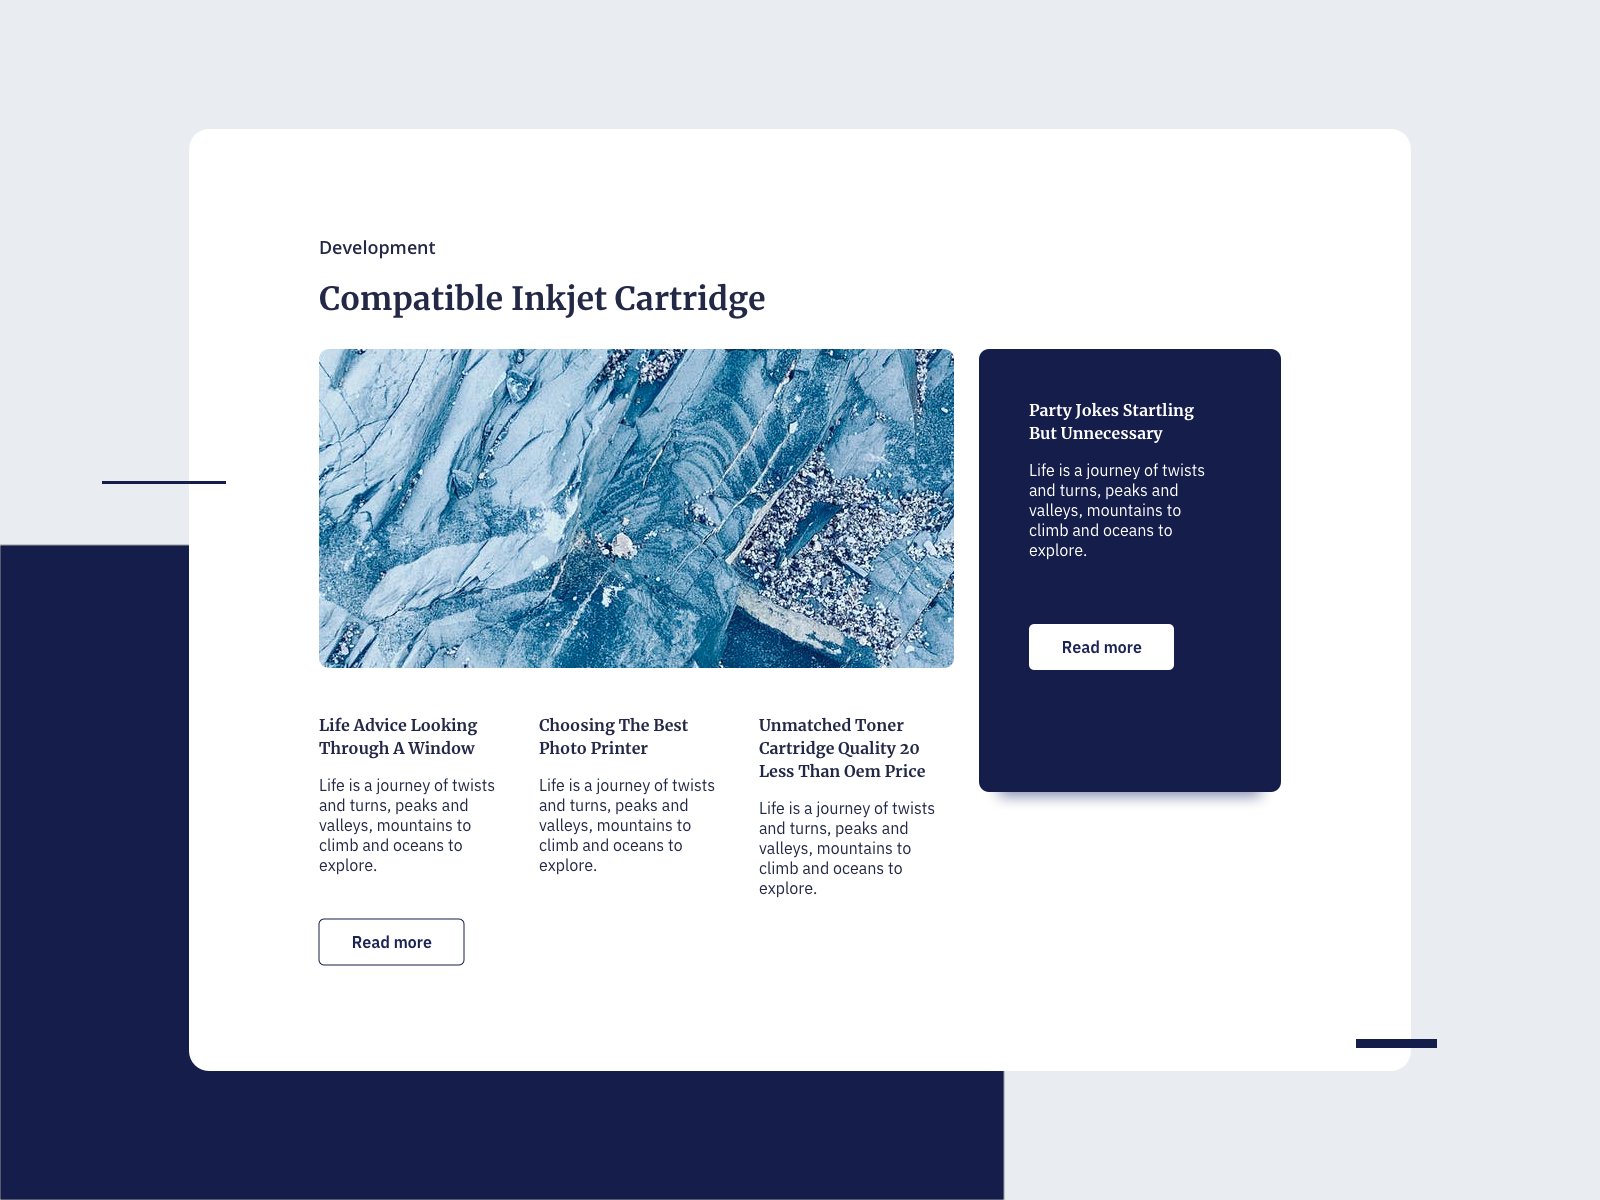 Development
Compatible Inkjet Cartridge
Party Jokes Startling
But Unnecessary
Life is a journey of twists
and turns, peaks and
valleys, mountains to
climb and oceans to
explore.
Read more
Life Advice Looking
Through A Window
Life is a journey of twists
and turns, peaks and
valleys, mountains to
climb and oceans to
explore.
Read more
Choosing The Best
Photo Printer
Life is a journey of twists
and turns, peaks and
valleys, mountains to
climb and oceans to
explore.
Unmatched Toner
Cartridge Quality 20
Less Than Oem Price
Life is a journey of twists
and turns, peaks and
valleys, mountains to
climb and oceans to
explore.